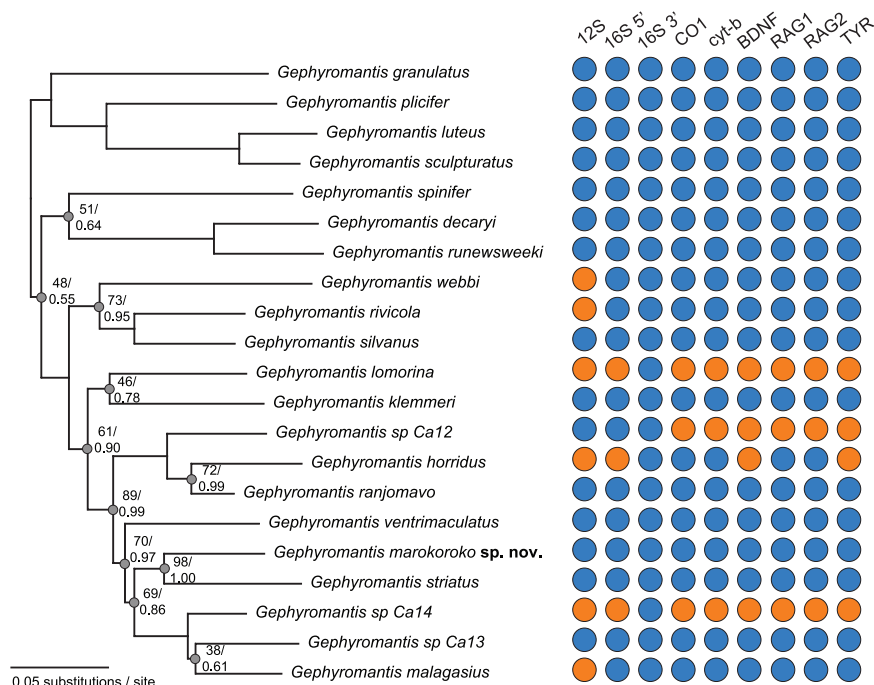 12S 16S 5’ 16S 3’ CO1 cyt-b BDNF RAG1 RAG2 TYR
Gephyromantis granulatus
Gephyromantis plicifer
Gephyromantis luteus
Gephyromantis sculpturatus
Gephyromantis spinifer
51/
0.64
Gephyromantis decaryi
Gephyromantis runewsweeki
48/
0.55
Gephyromantis webbi
73/
0.95
Gephyromantis rivicola
Gephyromantis silvanus
Gephyromantis lomorina
46/
0.78
Gephyromantis klemmeri
61/
0.90
Gephyromantis sp Ca12
Gephyromantis horridus
72/
0.99
Gephyromantis ranjomavo
89/
0.99
Gephyromantis ventrimaculatus
70/
0.97
Gephyromantis marokoroko sp. nov.
98/
1.00
Gephyromantis striatus
69/
0.86
Gephyromantis sp Ca14
Gephyromantis sp Ca13
38/
0.61
Gephyromantis malagasius
0.05 substitutions / site